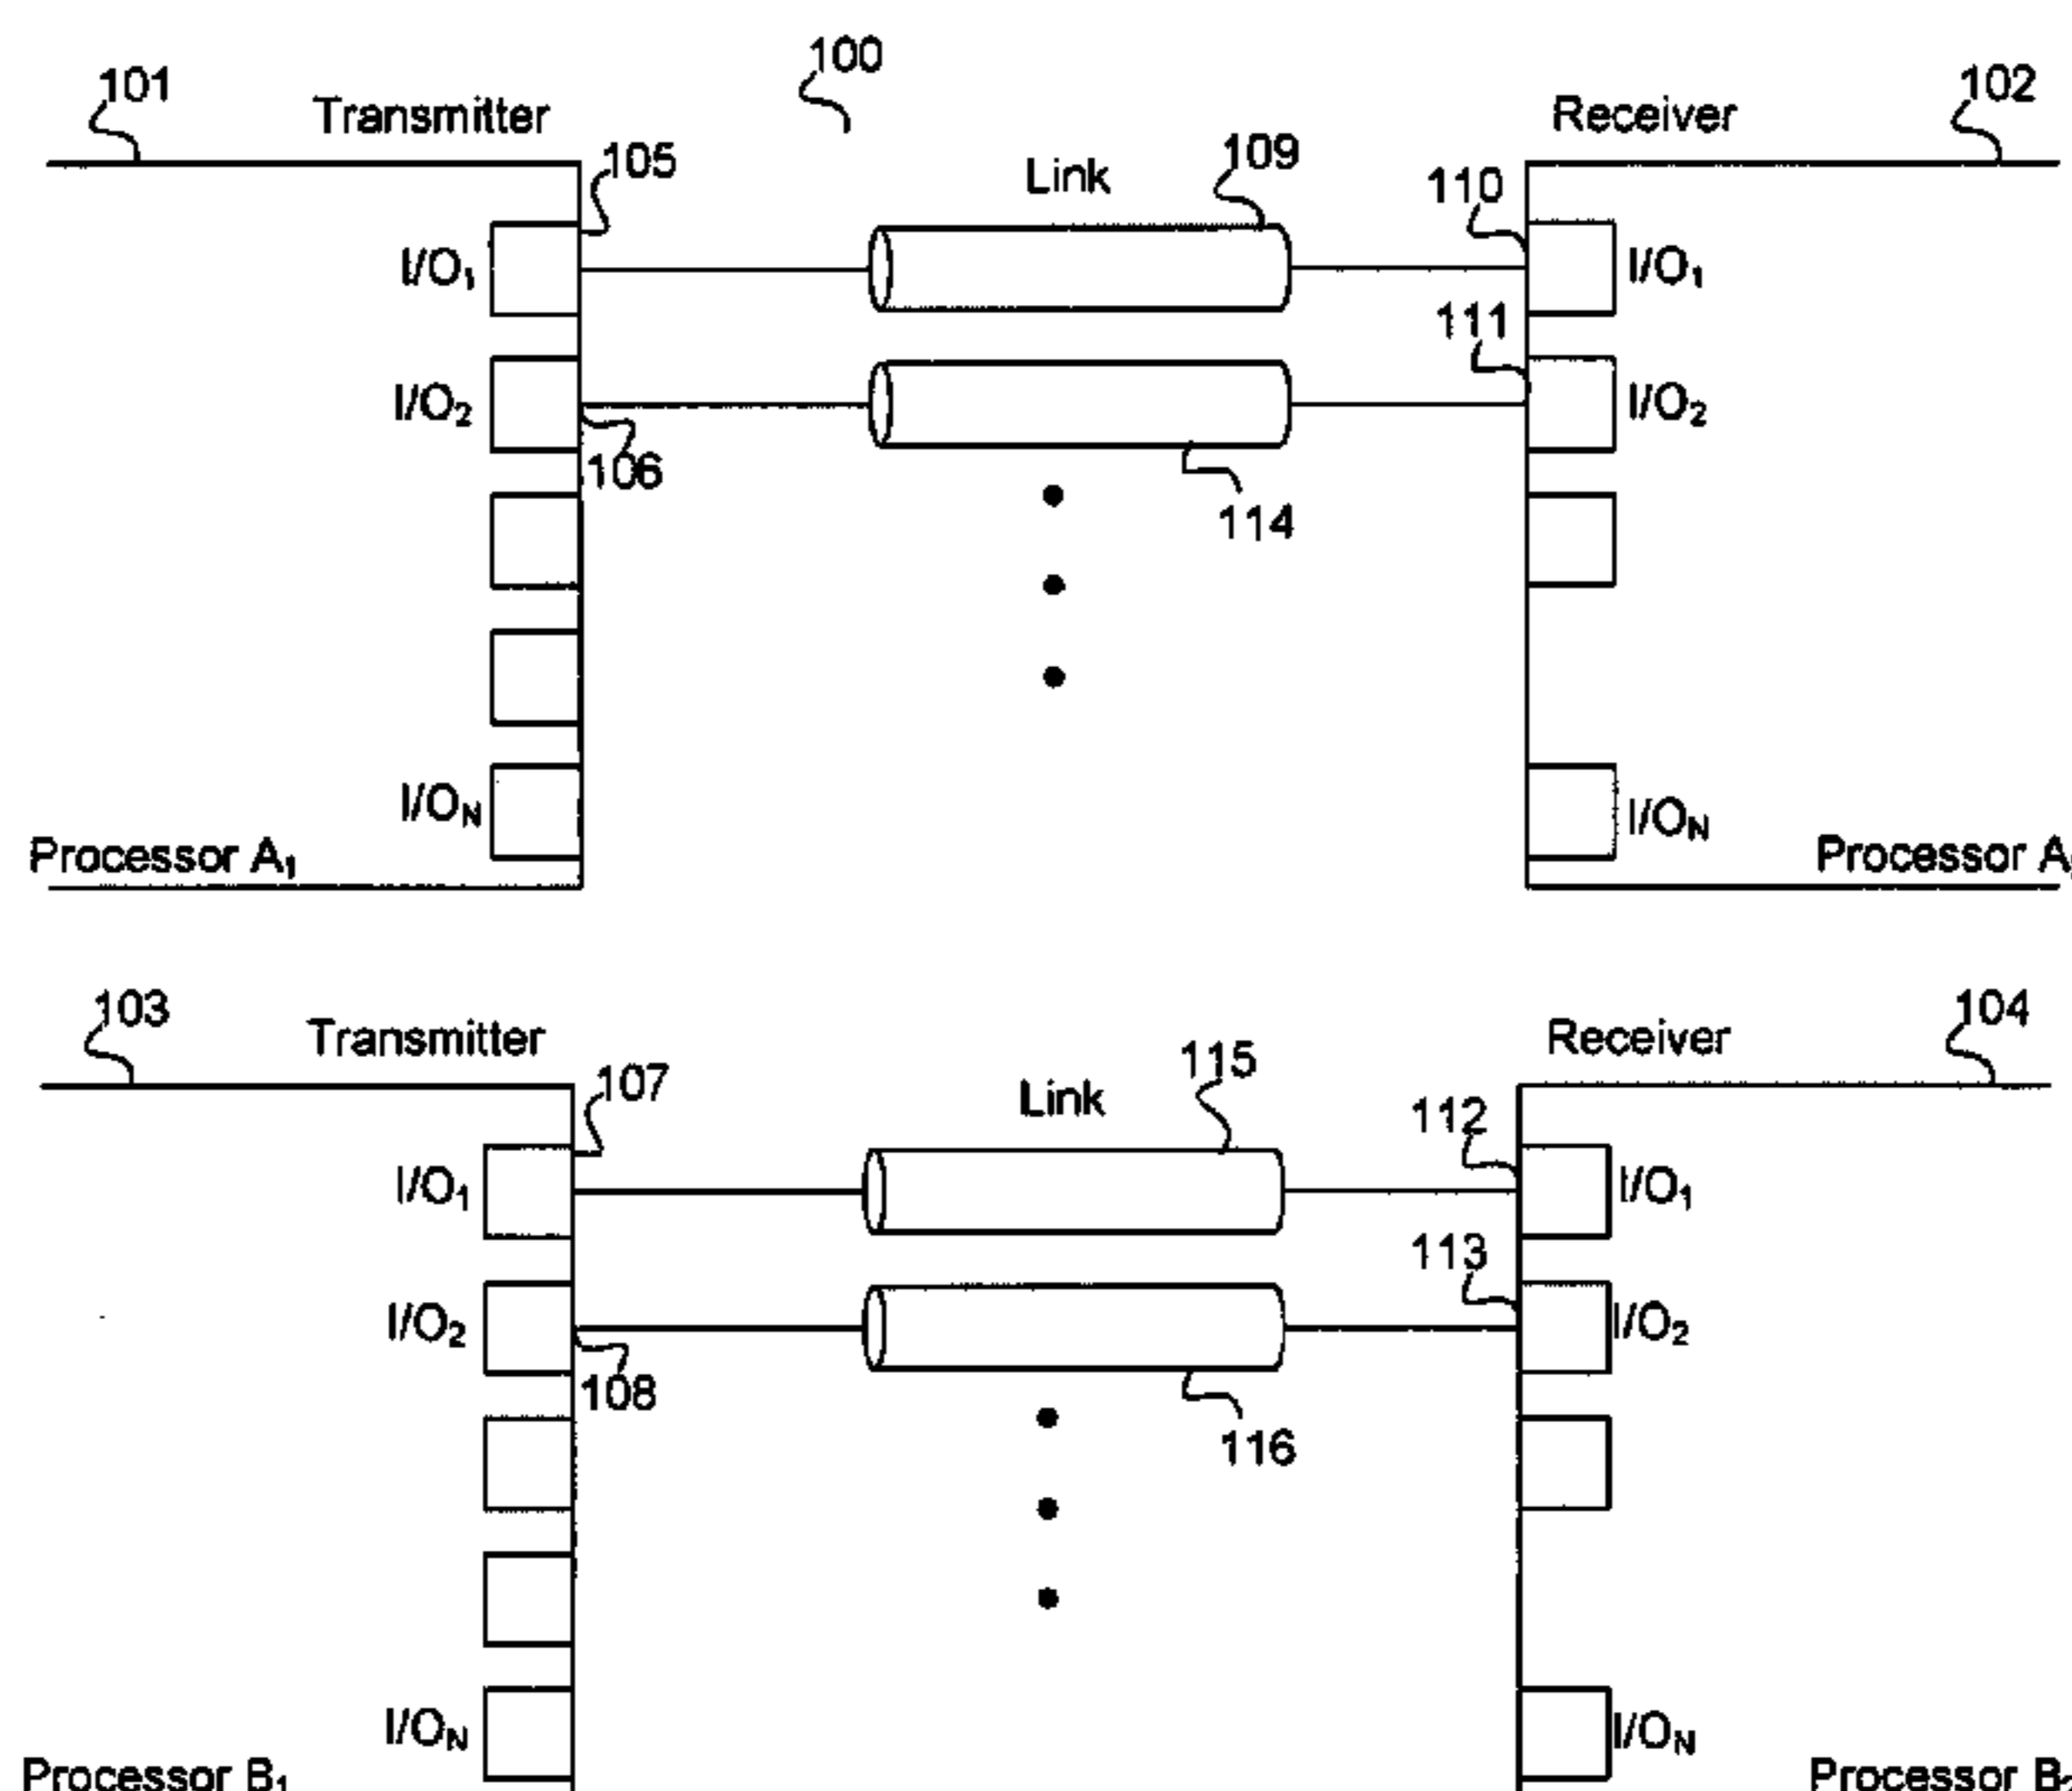 100
101 Transmitter Receiver 102
105 Link 109 110
I/O₁ I/O₁
111
I/O₂ I/O₂
106 114
I/Oₙ I/Oₙ
Processor A₁ Processor A
103 Transmitter Receiver 104
107 Link 115 112
I/O₁ I/O₁
113
I/O₂ I/O₂
108 116
I/Oₙ I/Oₙ
Processor B₁ Processor B